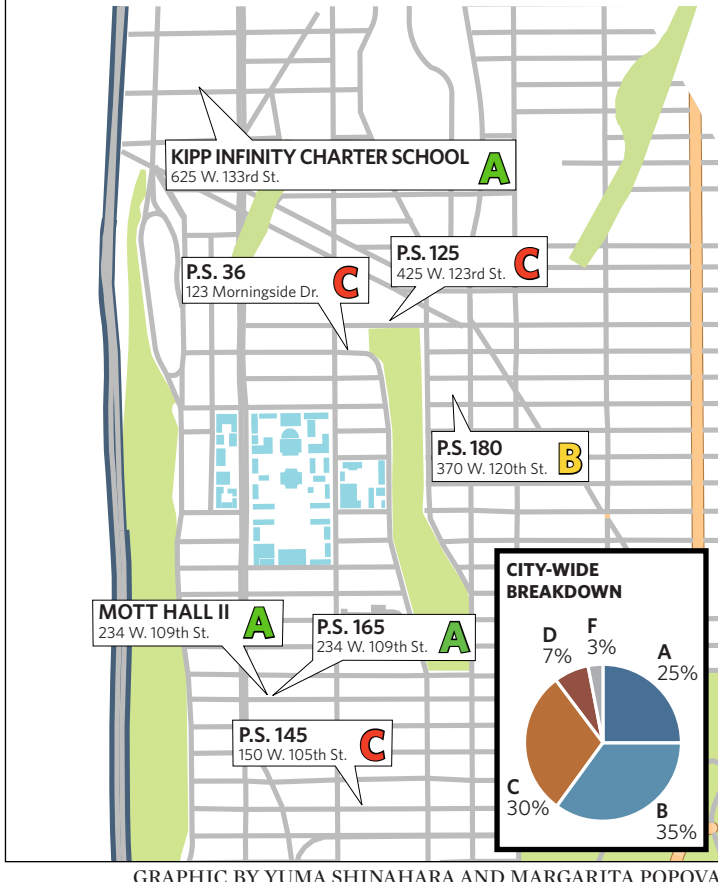 KIPP INFINITY CHARTER SCHOOL
625 W. 133rd St.
A
P.S. 125
425 W. 123rd St.
C
P.S. 36
123 Morningside Dr.
C
P.S. 180
370 W. 120th St.
B
MOTT HALL II
234 W. 109th St.
A
P.S. 165
234 W. 109th St.
A
P.S. 145
150 W. 105th St.
C
CITY-WIDE
BREAKDOWN
D
7%
F
3%
A
25%
C
30%
B
35%
GRAPHIC BY YUMA SHINAHARA AND MARGARITA POPOVA